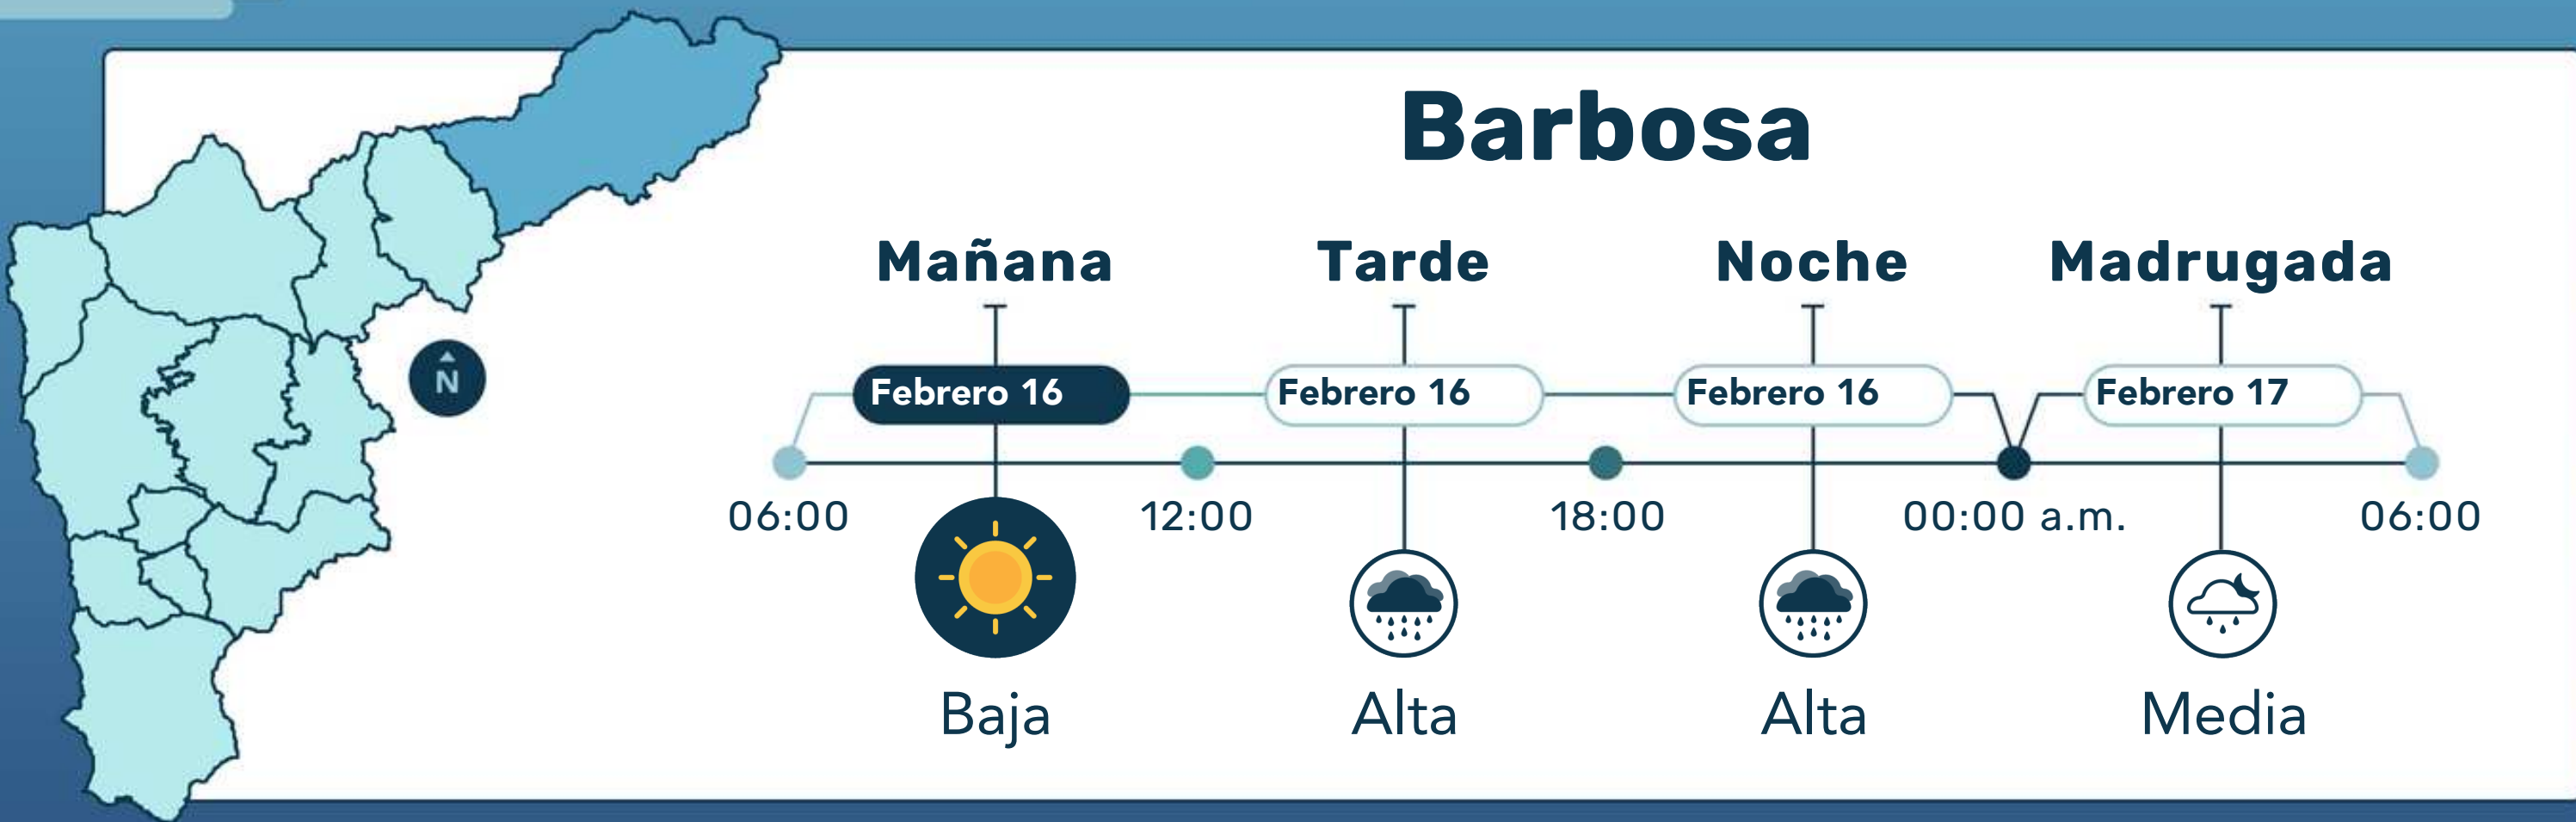 Barbosa
Mañana Tarde Noche Madrugada
Febrero 16 Febrero 16 Febrero 16 Febrero 17
N
06:00 12:00 18:00 00:00 a.m. 06:00
Baja Alta Alta Media